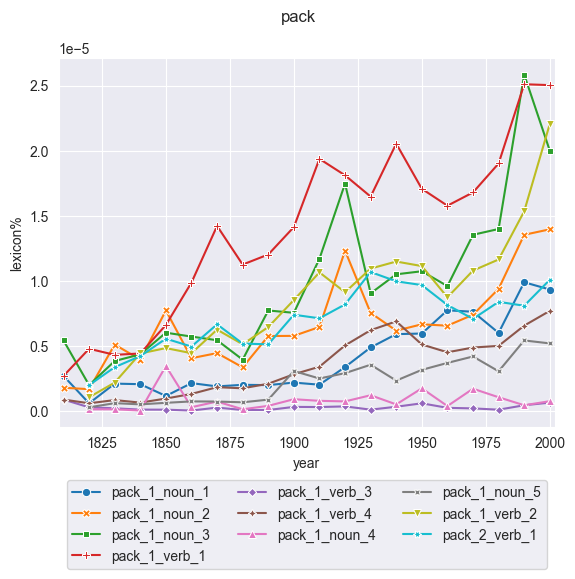 pack
1e−5
2.5
2.0
1.5
1.0
0.5
0.0
lexicon%
1825 1850 1875 1900 1925 1950 1975 2000
year
pack_1_noun_1 pack_1_verb_3 pack_1_noun_5
pack_1_noun_2 pack_1_verb_4 pack_1_verb_2
pack_1_noun_3 pack_1_noun_4 pack_2_verb_1
pack_1_verb_1